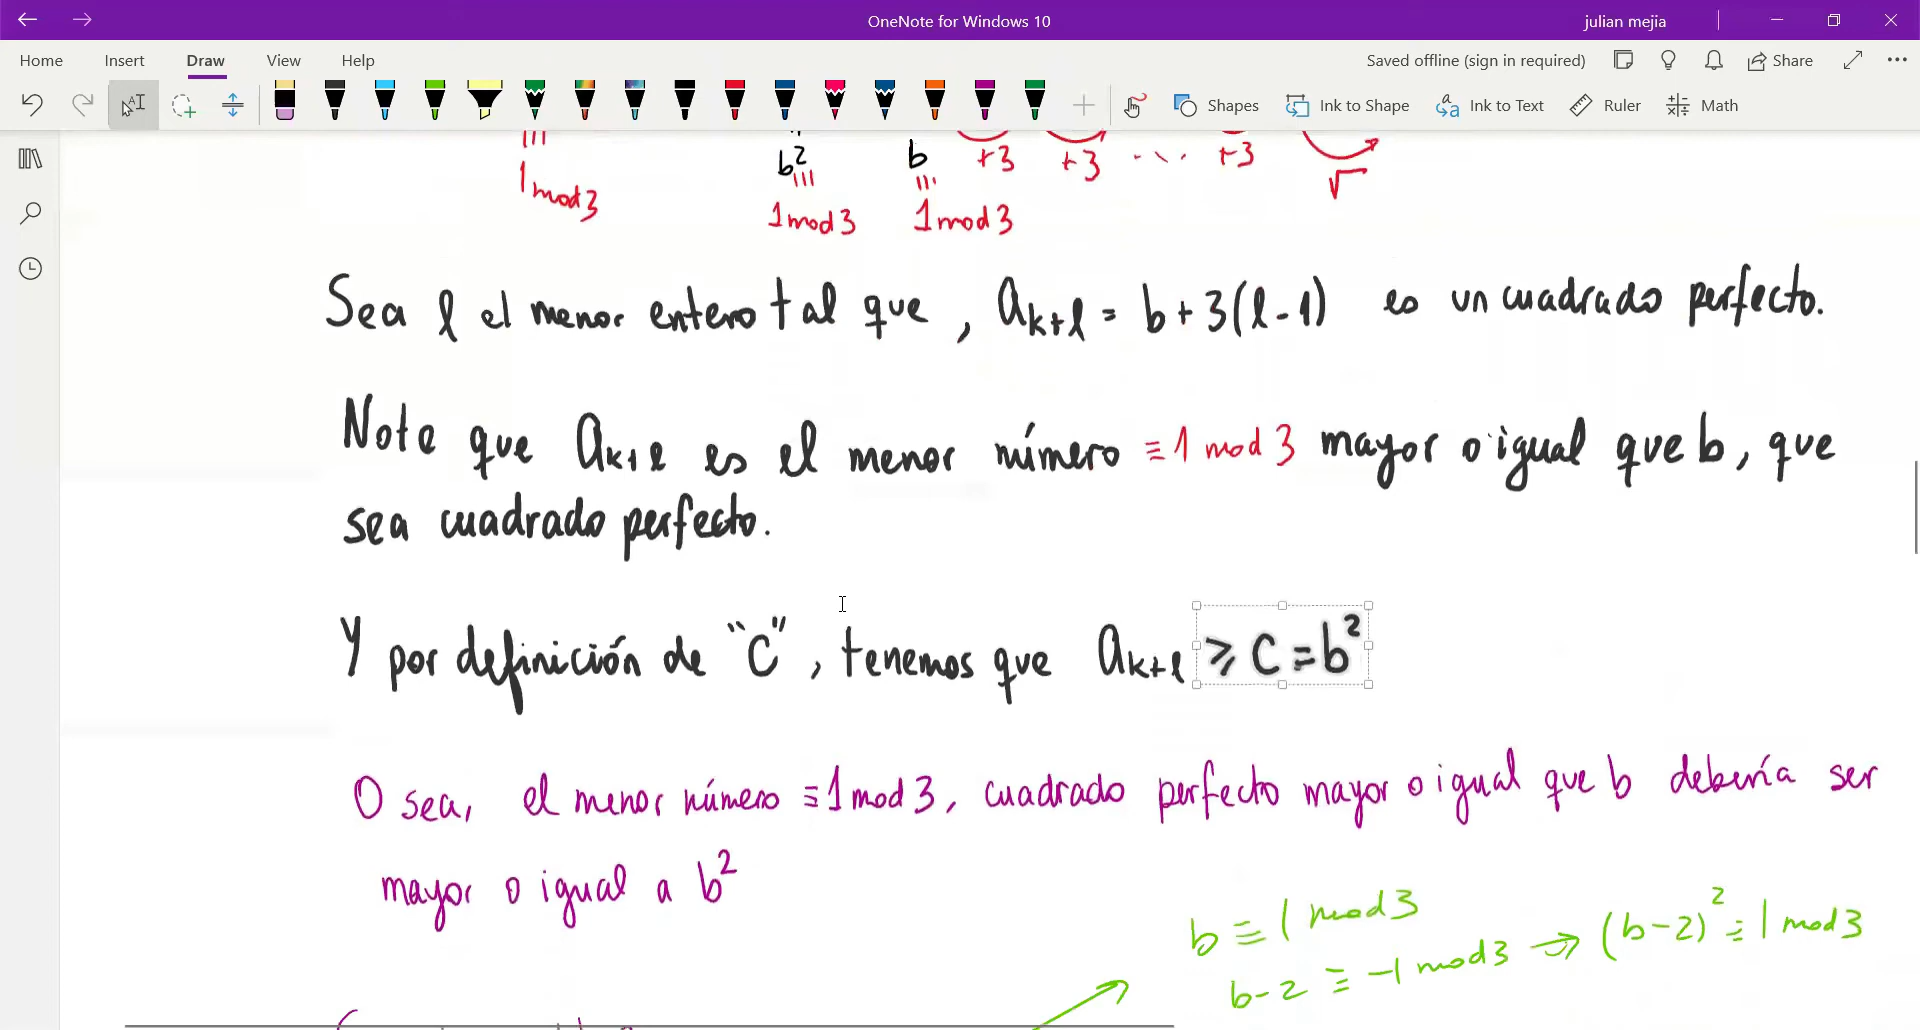 OneNote for Windows 10
julian mejia
Home Insert Draw View Help
Saved offline (sign in required) Share
Shapes Ink to Shape Ink to Text Ruler Math
b² b +3 +3 ... +3 √
1 mod 3 1 mod 3 1 mod 3
Sea l el menor entero tal que, a_{k+l} = b + 3(l-1) es un cuadrado perfecto.
Note que a_{k+l} es el menor número ≡ 1 mod 3 mayor o igual que b, que
sea cuadrado perfecto.
Y por definición de "C", tenemos que a_{k+l} ≥ C = b²
O sea, el menor número ≡ 1 mod 3, cuadrado perfecto mayor o igual que b debería ser
mayor o igual a b²
b ≡ 1 mod 3
b-2 ≡ -1 mod 3 → (b-2)² ≡ 1 mod 3